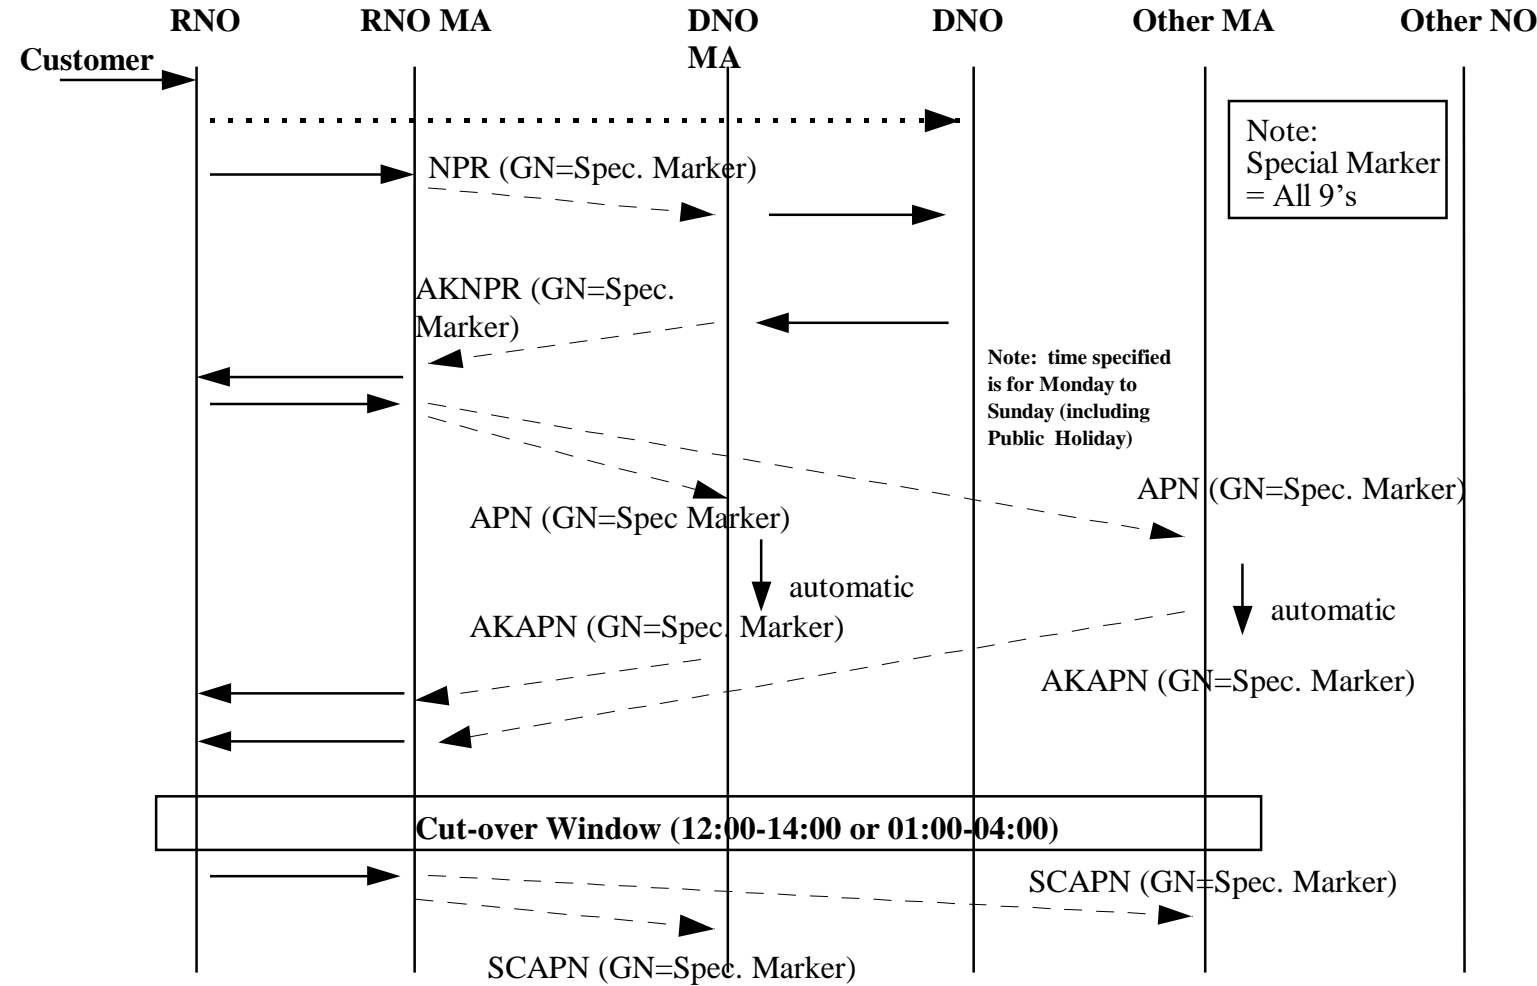 RNO RNO MA DNO DNO Other MA Other NO
MA
Customer
Note:
Special Marker
= All 9’s
NPR (GN=Spec. Marker)
AKNPR (GN=Spec.
Marker)
Note: time specified
is for Monday to
Sunday (including
Public Holiday)
APN (GN=Spec. Marker)
APN (GN=Spec Marker)
automatic
automatic
AKAPN (GN=Spec. Marker)
AKAPN (GN=Spec. Marker)
Cut-over Window (12:00-14:00 or 01:00-04:00)
SCAPN (GN=Spec. Marker)
SCAPN (GN=Spec. Marker)